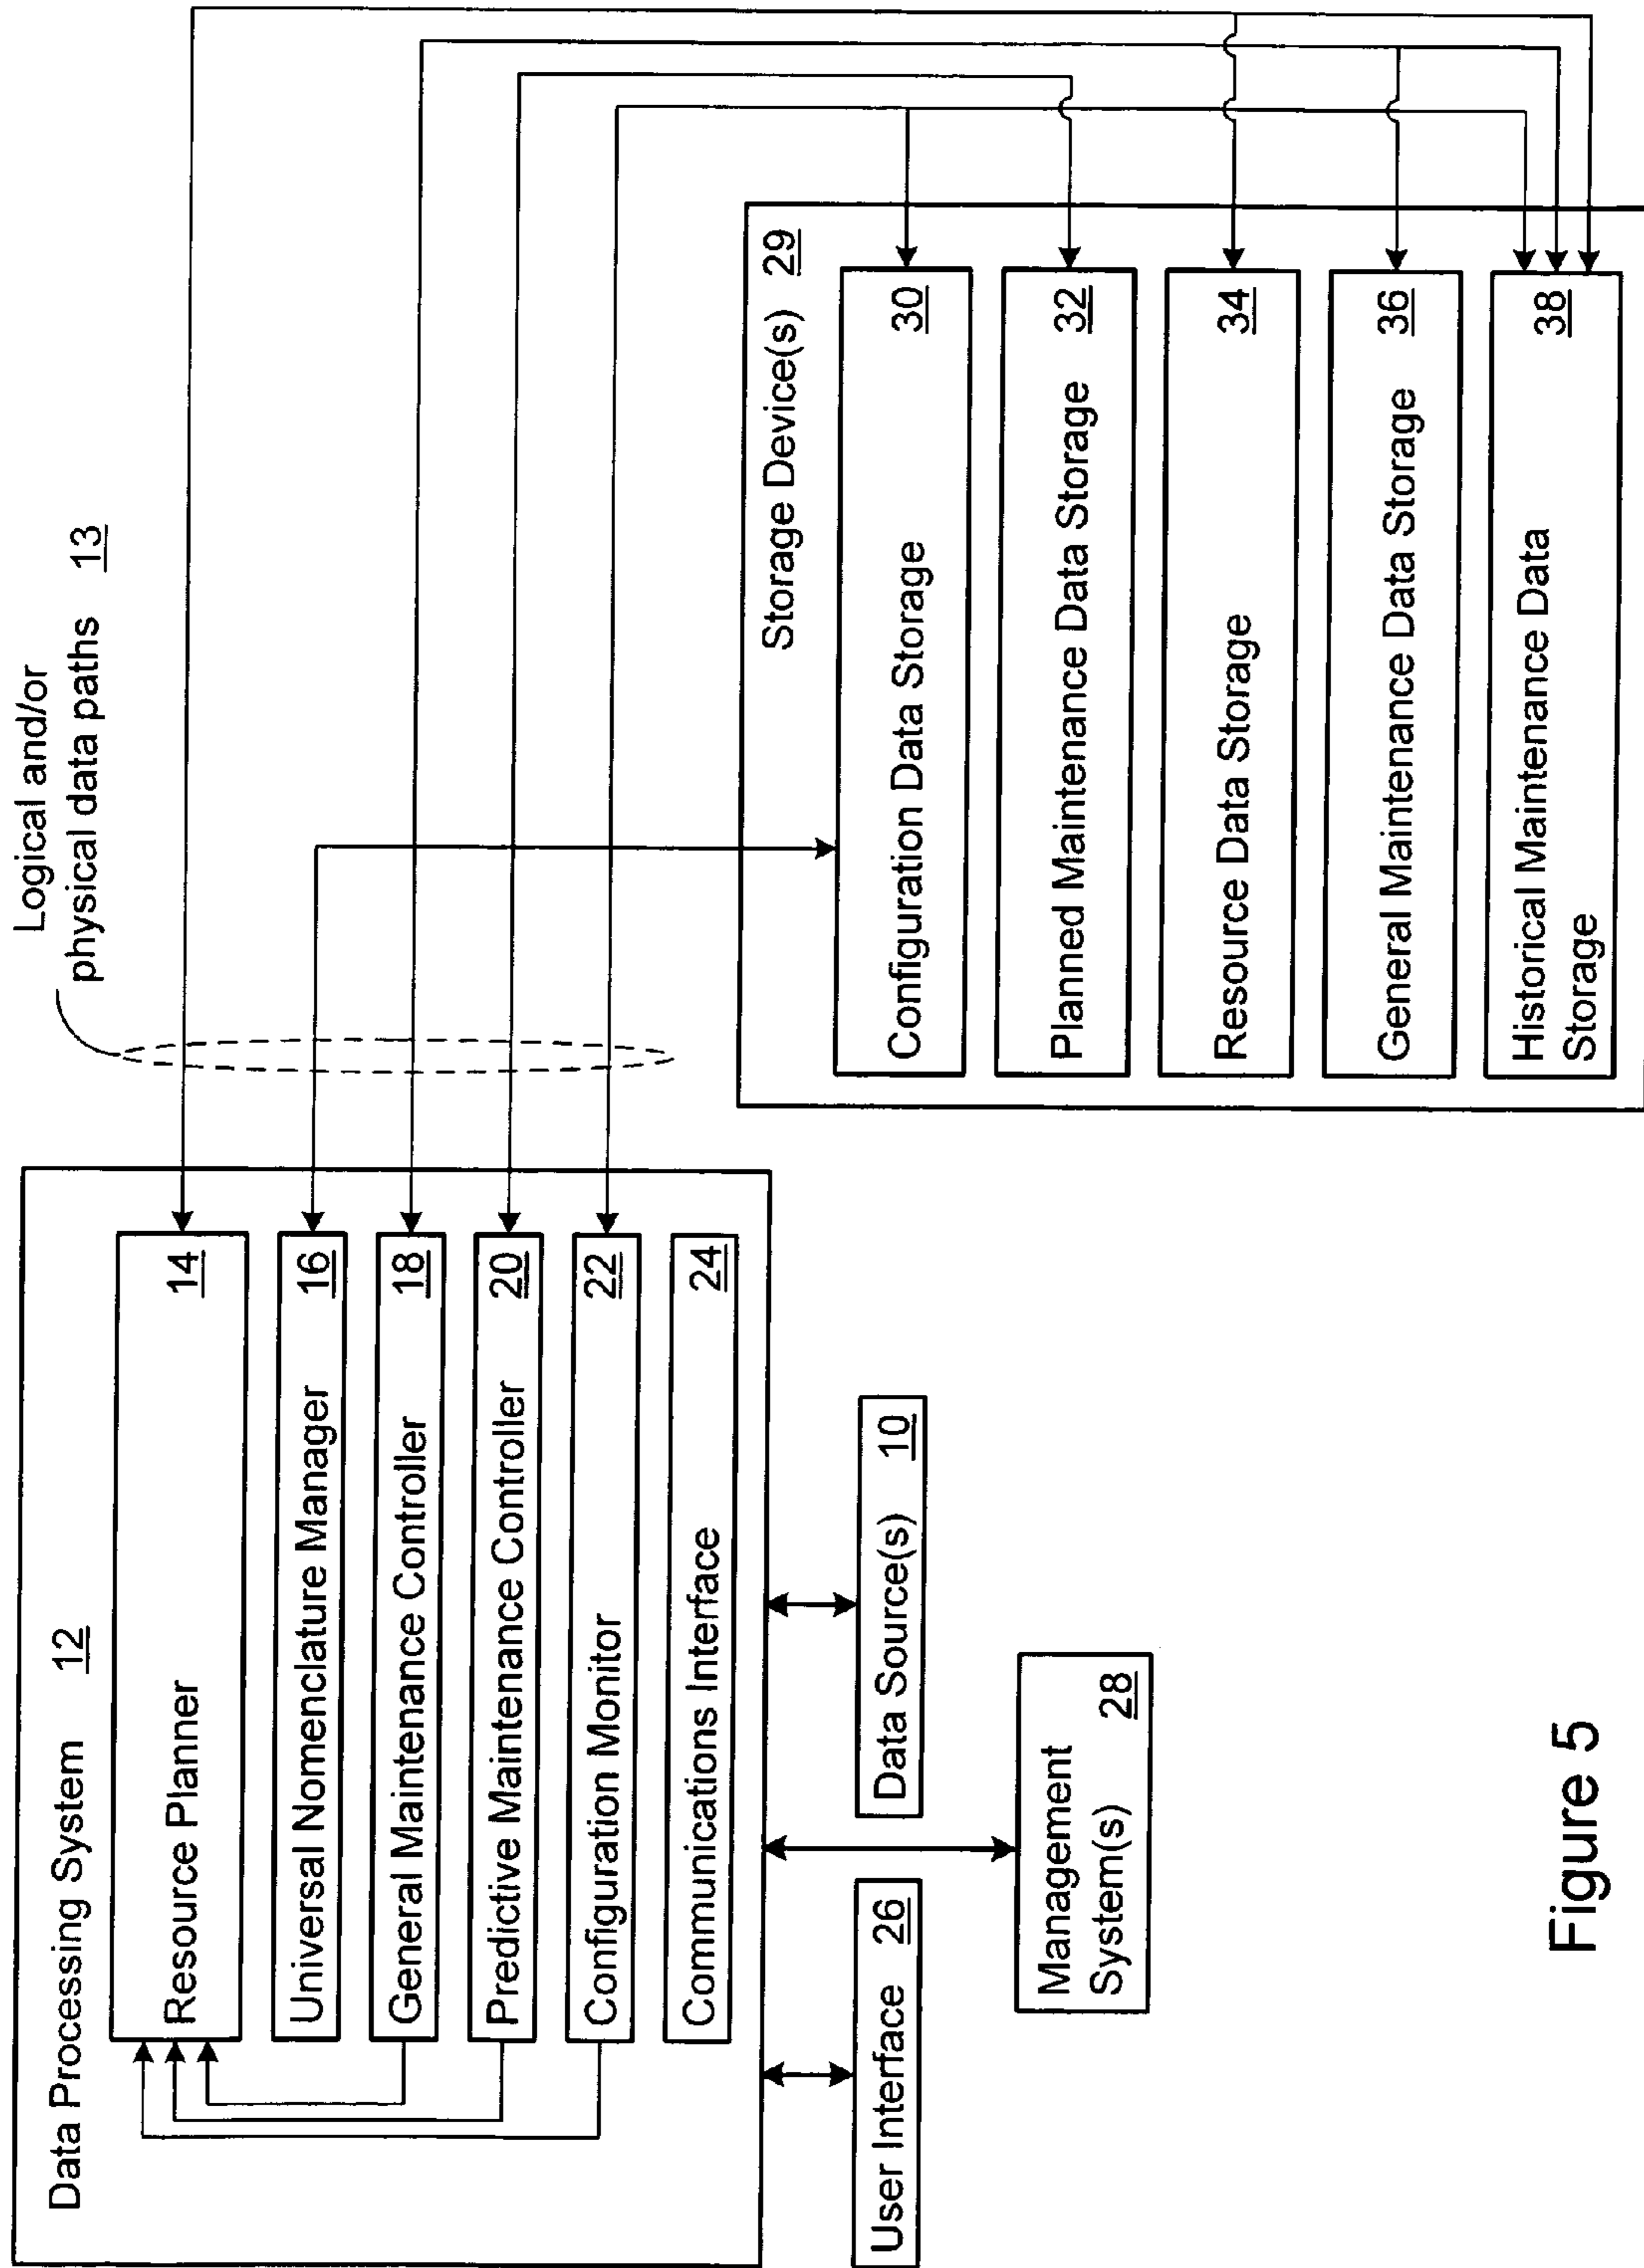 Logical and/or
physical data paths 13
Data Processing System 12
Resource Planner 14
Universal Nomenclature Manager 16
General Maintenance Controller 18
Predictive Maintenance Controller 20
Configuration Monitor 22
Communications Interface 24
User Interface 26
Data Source(s) 10
Management
System(s) 28
Storage Device(s) 29
Configuration Data Storage 30
Planned Maintenance Data Storage 32
Resource Data Storage 34
General Maintenance Data Storage 36
Historical Maintenance Data
Storage 38
Figure 5